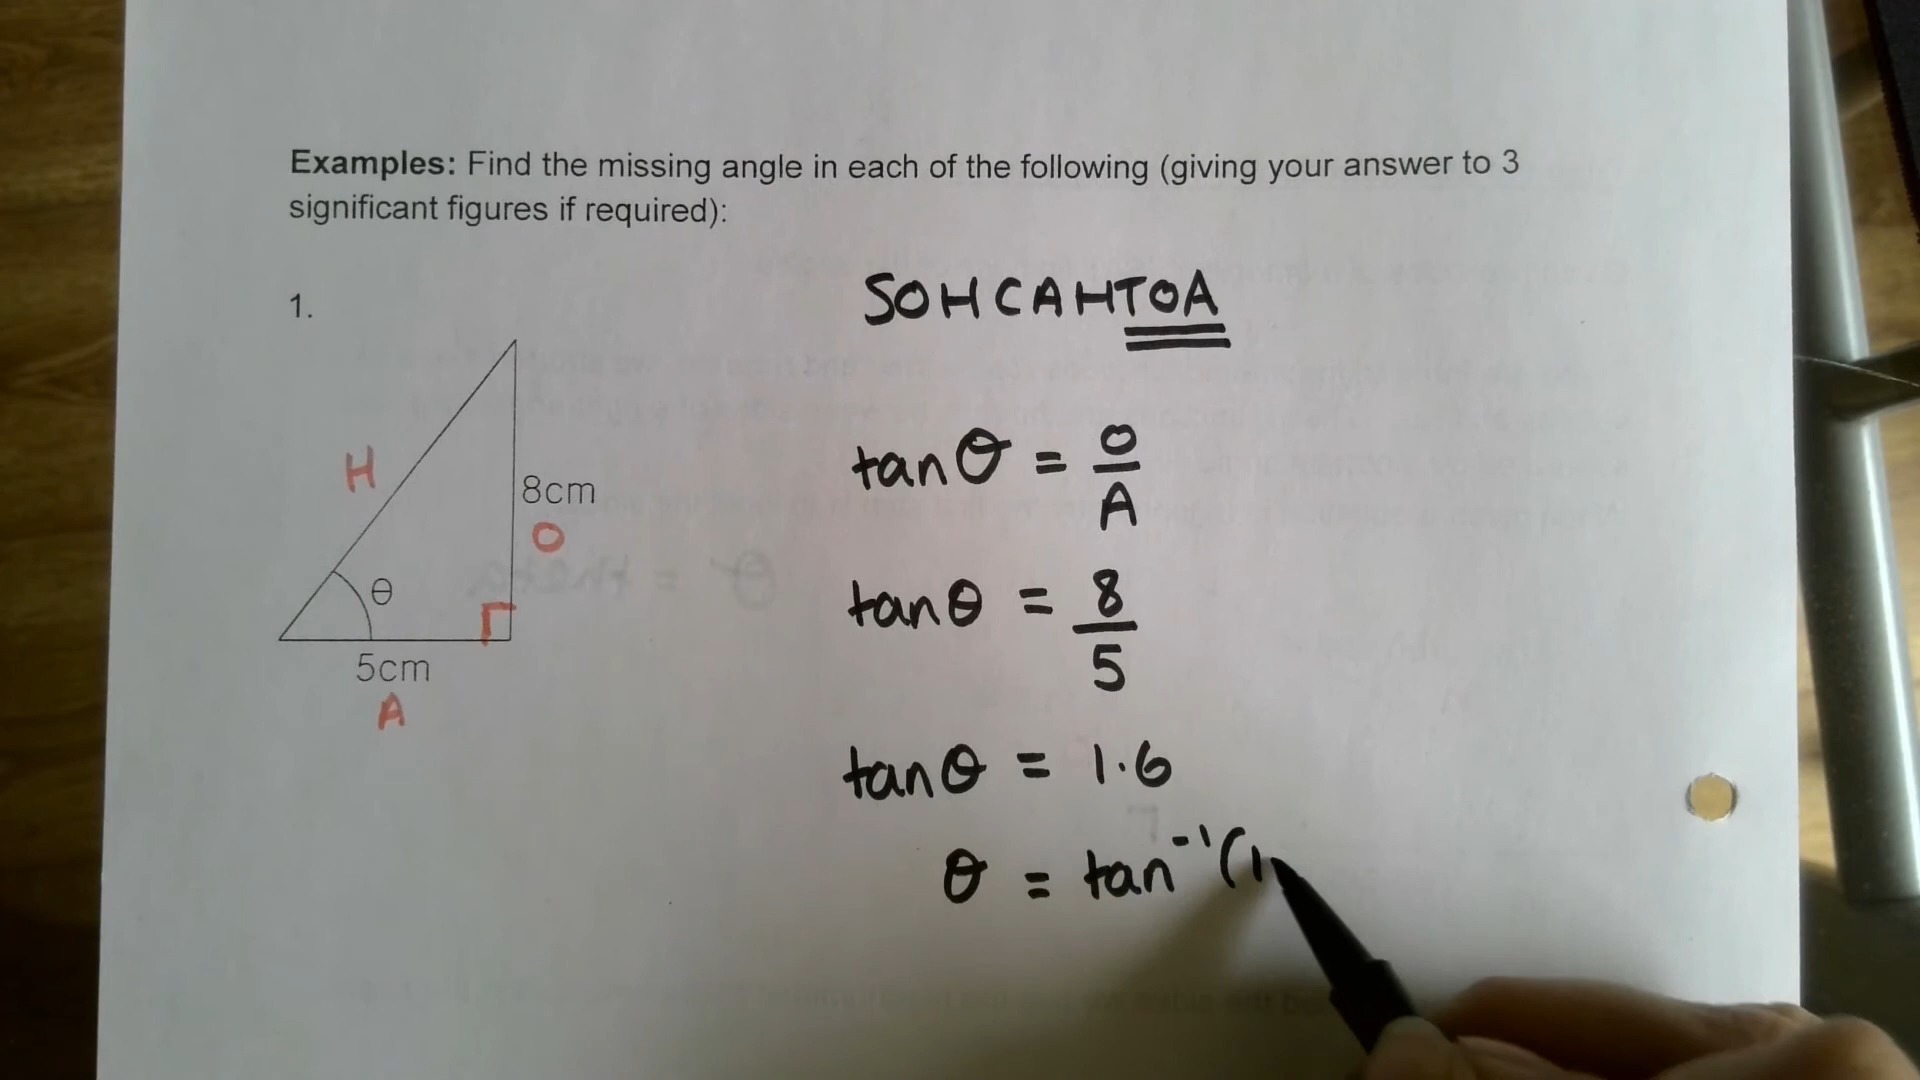 Examples: Find the missing angle in each of the following (giving your answer to 3
significant figures if required):
1.
SOHCAHTOA
H
8cm
O
θ
5cm
A
tanθ = O/A
tanθ = 8/5
tanθ = 1.6
θ = tan⁻¹(1
θ = theta